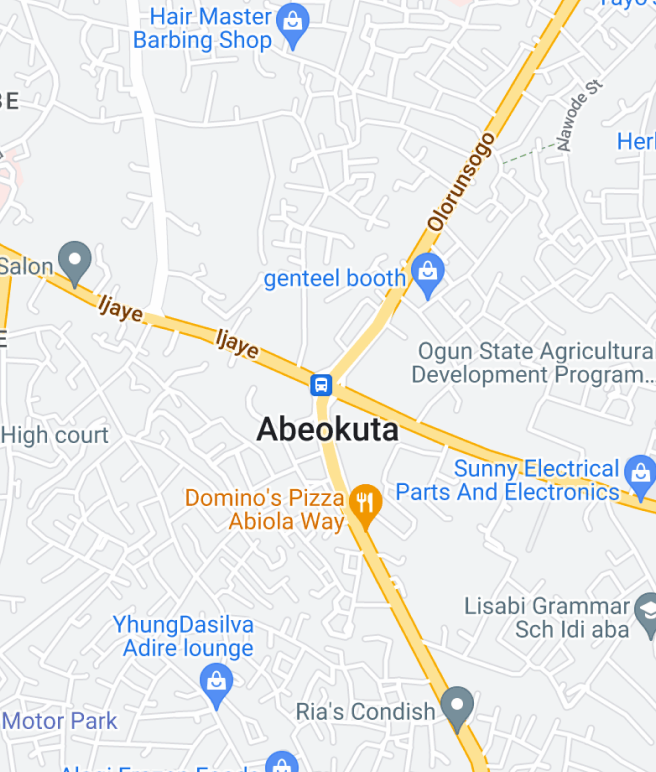 Hair Master
Barbing Shop
Alawode St
Olorunsogo
Salon
genteel booth
Ijaye
Ijaye
Ogun State Agricultural
Development Program...
Abeokuta
High court
Sunny Electrical
Parts And Electronics
Domino's Pizza
Abiola Way
Lisabi Grammar
Sch Idi aba
YhungDasilva
Adire lounge
Ria's Condish
Motor Park